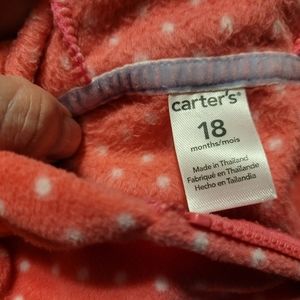 carter's®
18
months/mois
Made in Thailand
Fabriqué en Thaïlande
Hecho en Tailandia